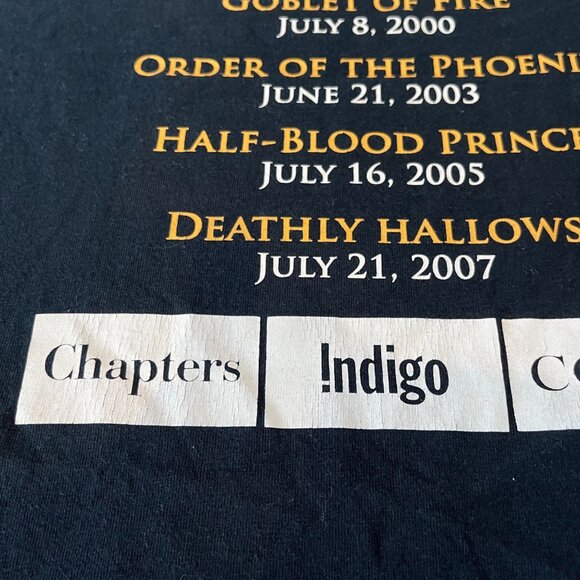 GOBLET OF FIRE
JULY 8, 2000
ORDER OF THE PHOENI
JUNE 21, 2003
HALF-BLOOD PRINCE
JULY 16, 2005
DEATHLY HALLOWS
JULY 21, 2007
Chapters !ndigo CO